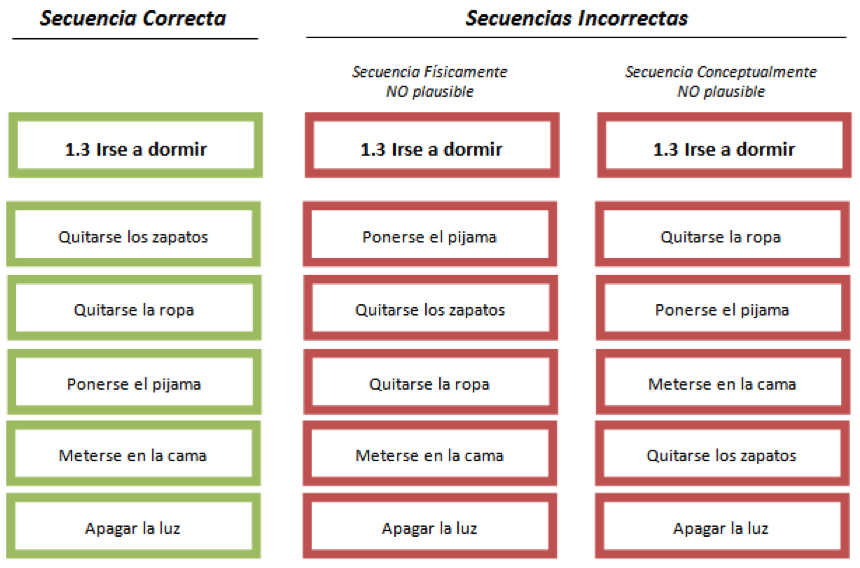 Secuencia Correcta
Secuencias Incorrectas
Secuencia Físicamente
NO plausible
Secuencia Conceptualmente
NO plausible
1.3 Irse a dormir
Quitarse los zapatos
Quitarse la ropa
Ponerse el pijama
Meterse en la cama
Apagar la luz
1.3 Irse a dormir
Ponerse el pijama
Quitarse los zapatos
Quitarse la ropa
Meterse en la cama
Apagar la luz
1.3 Irse a dormir
Quitarse la ropa
Ponerse el pijama
Meterse en la cama
Quitarse los zapatos
Apagar la luz